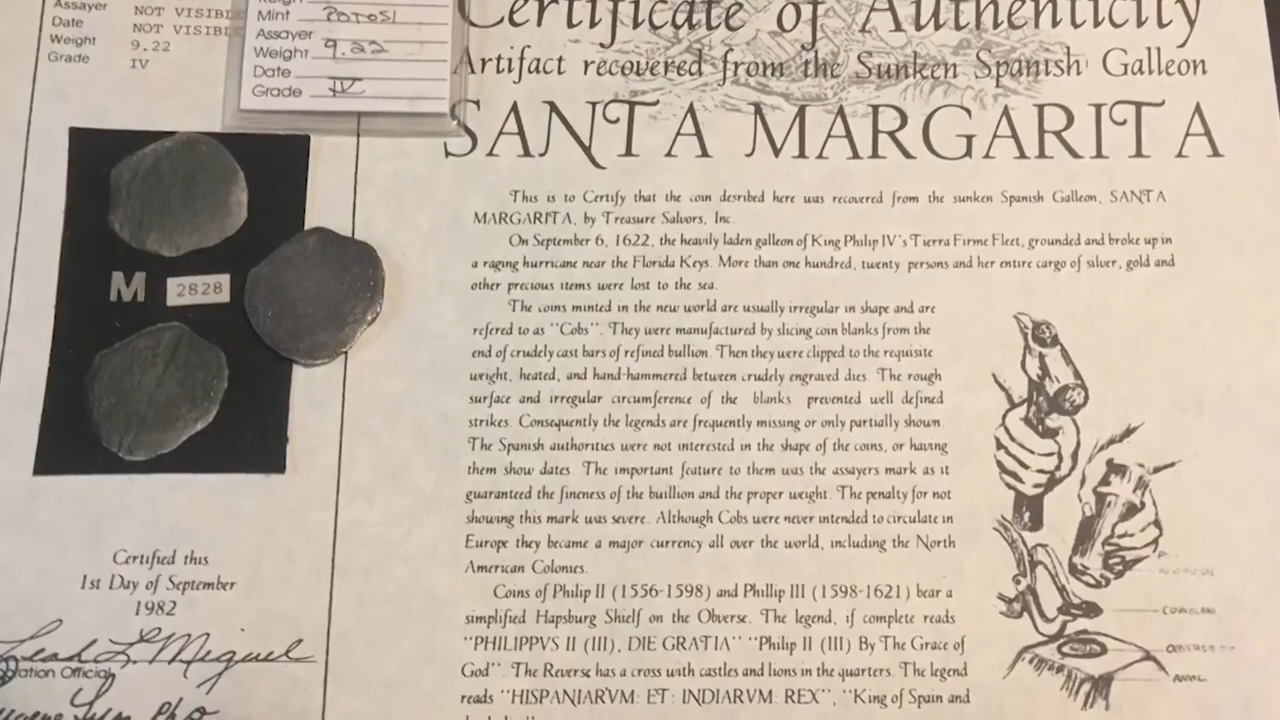 Assayer NOT VISIBL
Date NOT VISIBL
Weight 9.22
Grade IV
Mint POTOSI
Assayer
Weight 9.22
Date
Grade IV
Certificate of Authenticity
Artifact recovered from the Sunken Spanish Galleon
SANTA MARGARITA
This is to Certify that the coin desribed here was recovered from the sunken Spanish Galleon, SANTA
MARGARITA, by Treasure Salvors, Inc.
On September 6, 1622, the heavily laden galleon of King Philip IV's Tierra Firme Fleet, grounded and broke up in
a raging hurricane near the Florida Keys. More than one hundred, twenty persons and her entire cargo of silver, gold and
other precious items were lost to the sea.
The coins minted in the new world are usually irregular in shape and are
refered to as "Cobs". They were manufactured by slicing coin blanks from the
end of crudely cast bars of refined bullion. Then they were clipped to the requisite
weight, heated, and hand-hammered between crudely engraved dies. The rough
surface and irregular circumference of the blanks prevented well defined
strikes. Consequently the legends are frequently missing or only partially shown.
The Spanish authorities were not interested in the shape of the coins, or having
them show dates. The important feature to them was the assayers mark as it
guaranteed the fineness of the bullion and the proper weight. The penalty for not
showing this mark was severe. Although Cobs were never intended to circulate in
Europe they became a major currency all over the world, including the North
American Colonies.
Coins of Philip II (1556-1598) and Phillip III (1598-1621) bear a
simplified Hapsburg Shielf on the Obverse. The legend, if complete reads
"PHILIPPVS II (III), DIE GRATIA" "Philip II (III) By The Grace of
God". The Reverse has a cross with castles and lions in the quarters. The legend
reads "HISPANIARVM: ET: INDIARVM: REX", "King of Spain and
M 2828
Certified this
1st Day of September
1982
Leah L. Miguel
ation Official
PhD
ANVIL